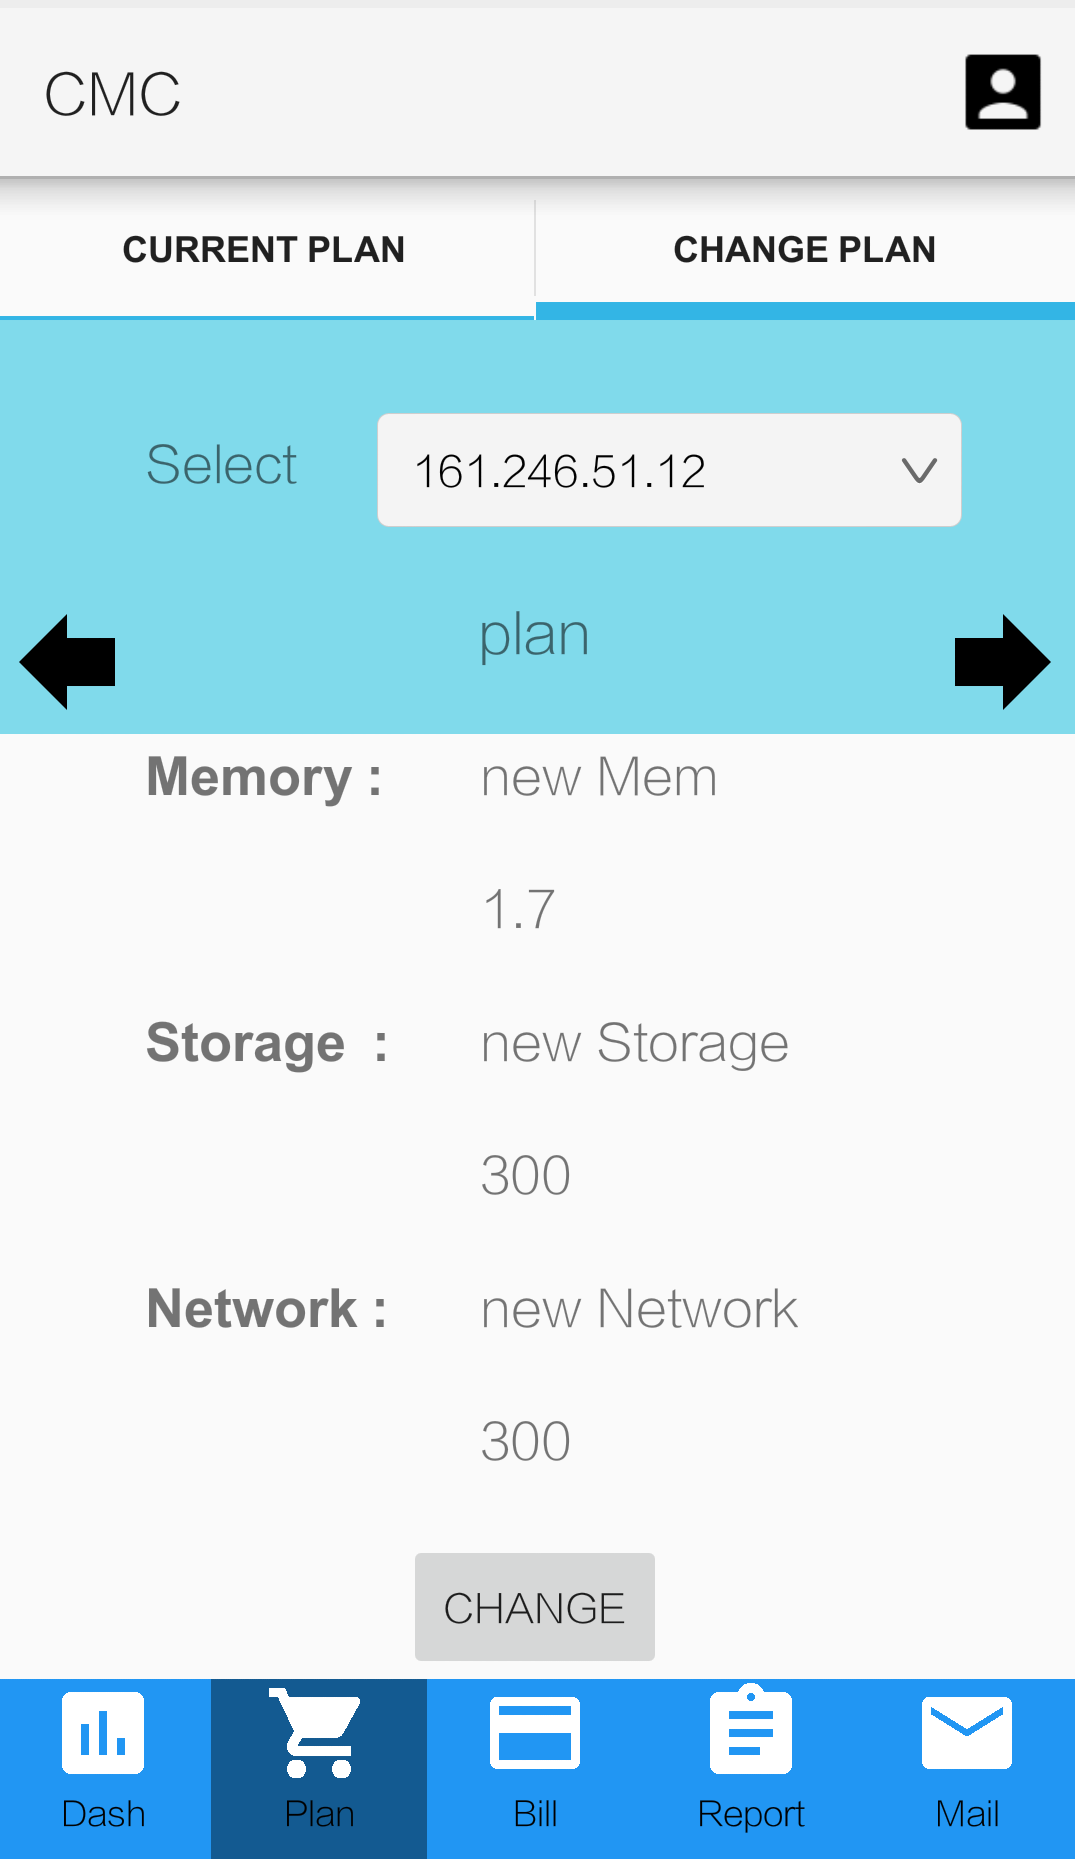 CMC
CURRENT PLAN
CHANGE PLAN
Select
161.246.51.12
plan
Memory : new Mem
1.7
Storage : new Storage
300
Network : new Network
300
CHANGE
Dash
Plan
Bill
Report
Mail